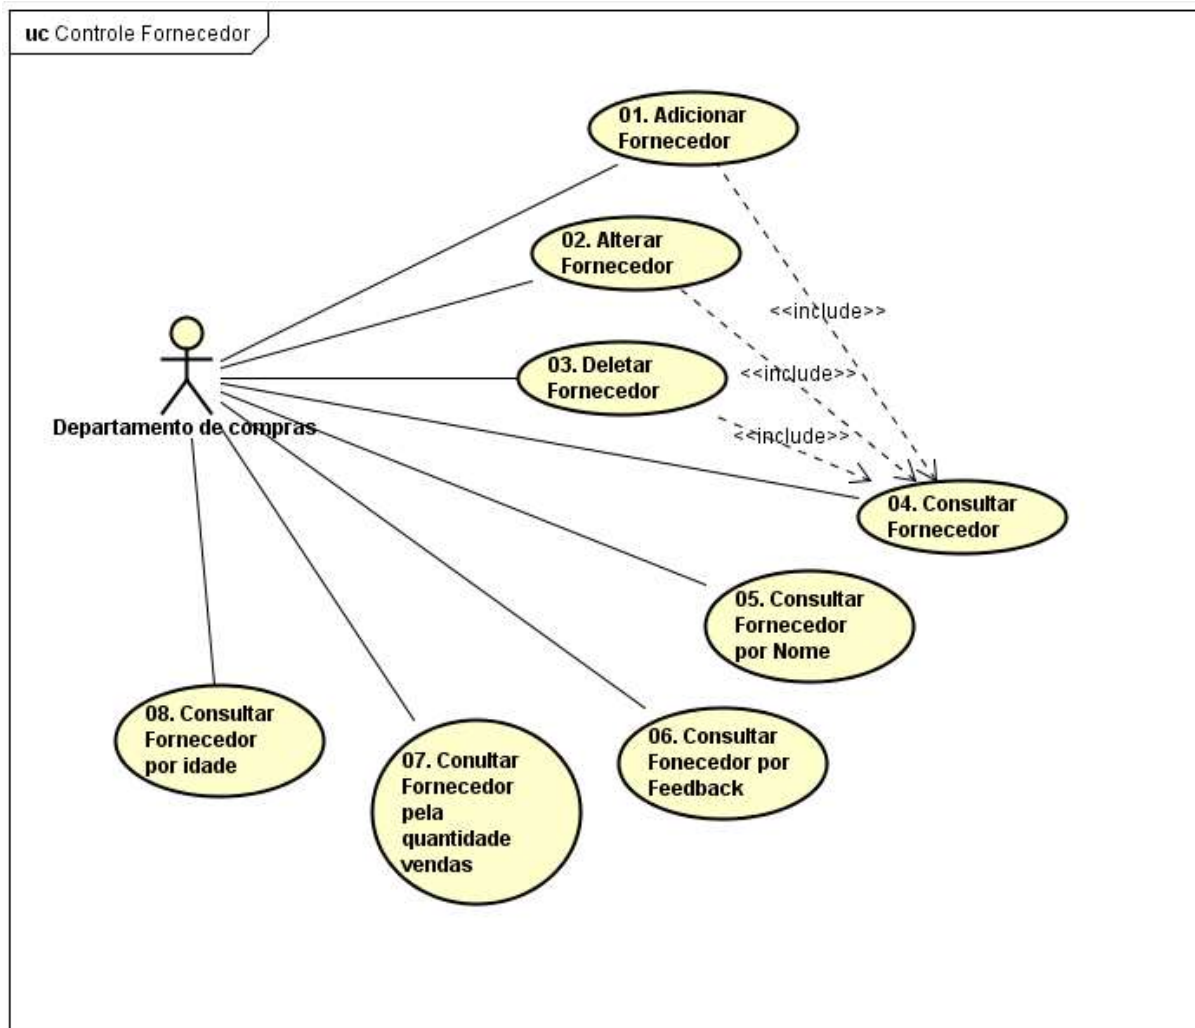 uc Controle Fornecedor
01. Adicionar
Fornecedor
02. Alterar
Fornecedor
<<include>>
03. Deletar
Fornecedor
<<include>>
Departamento de compras
<<include>>
04. Consultar
Fornecedor
05. Consultar
Fornecedor
por Nome
08. Consultar
Fornecedor
por idade
07. Conultar
Fornecedor
pela
quantidade
vendas
06. Consultar
Fonecedor por
Feedback